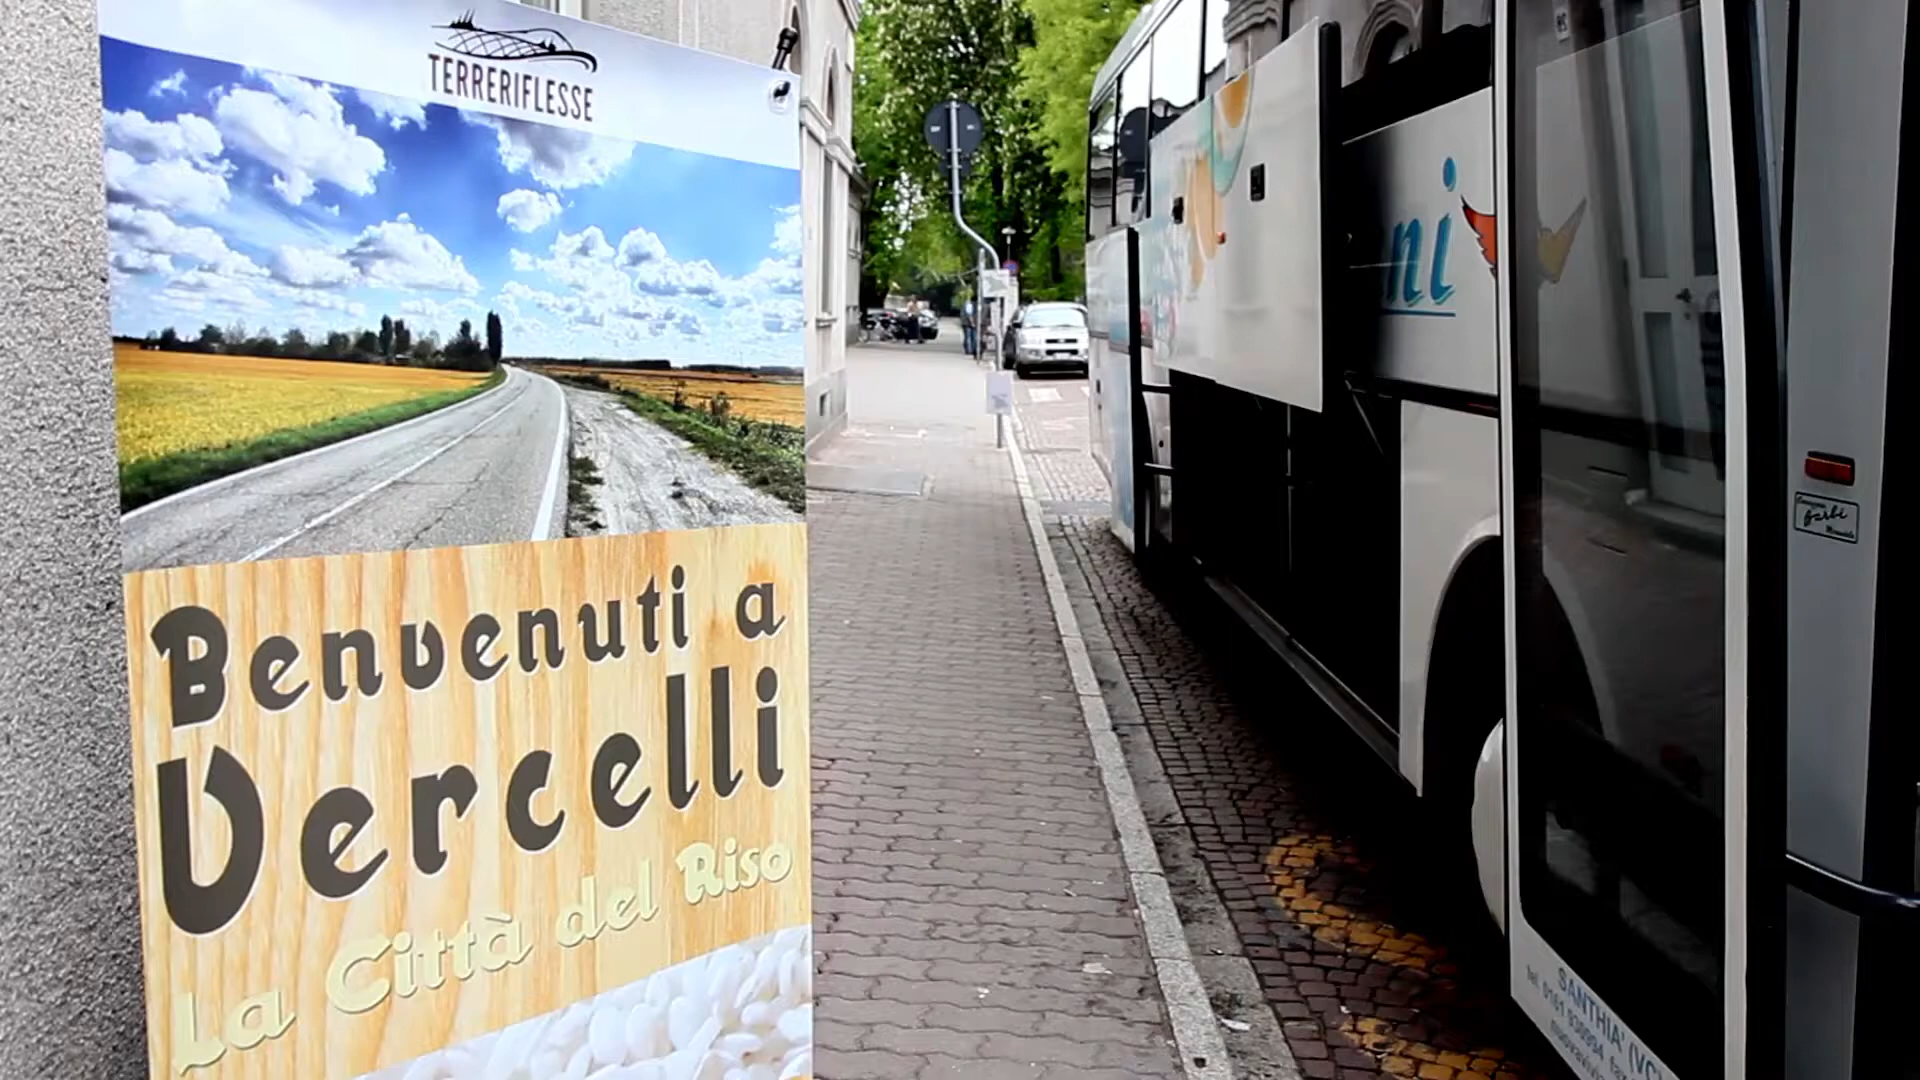 TERRERIFLESSE
Benvenuti a
Vercelli
La Città del Riso
ni
SANTHIA' (VC)